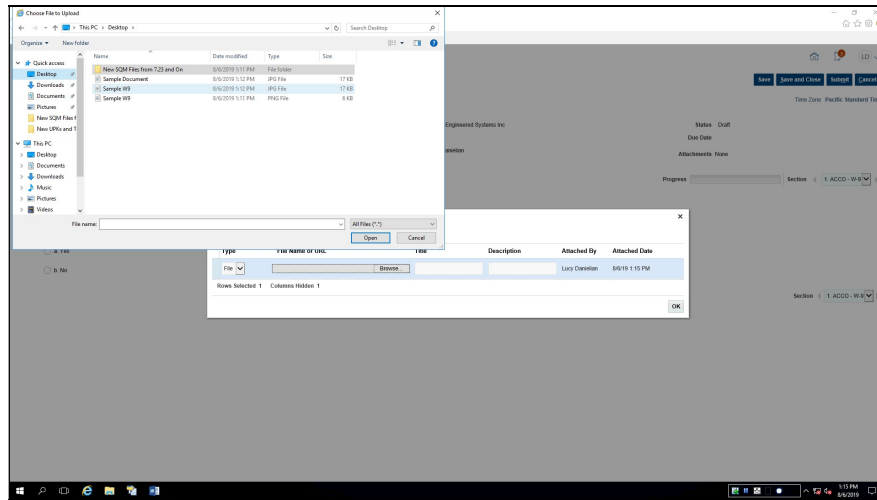 Choose File to Upload
This PC > Desktop >
Search Desktop
Organize New folder
Name Date modified Type Size
Quick access
Desktop
Downloads
Documents
Pictures
New SQM Files f
New UPKs and T
This PC
Desktop
Documents
Downloads
Music
Pictures
Videos
New SQM Files from 7.23 and On 8/6/2019 1:11 PM File folder
Sample Document 8/6/2019 1:12 PM JPG File 17 KB
Sample W9 8/6/2019 1:12 PM JPG File 17 KB
Sample W9 8/6/2019 1:11 PM PNG File 6 KB
File name: All Files (*.*)
Open Cancel
LD
Save Save and Close Submit Cancel
Time Zone Pacific Standard Tim
Engineered Systems Inc Status Draft
Due Date
Attachments None
Progress Section 1. ACCO - W-9
a. Yes
b. No
Type File Name or URL Title Description Attached By Attached Date
File Browse... Lucy Danielian 8/6/19 1:15 PM
Rows Selected 1 Columns Hidden 1
OK
Section 1. ACCO - W-9
1:15 PM
8/6/2019